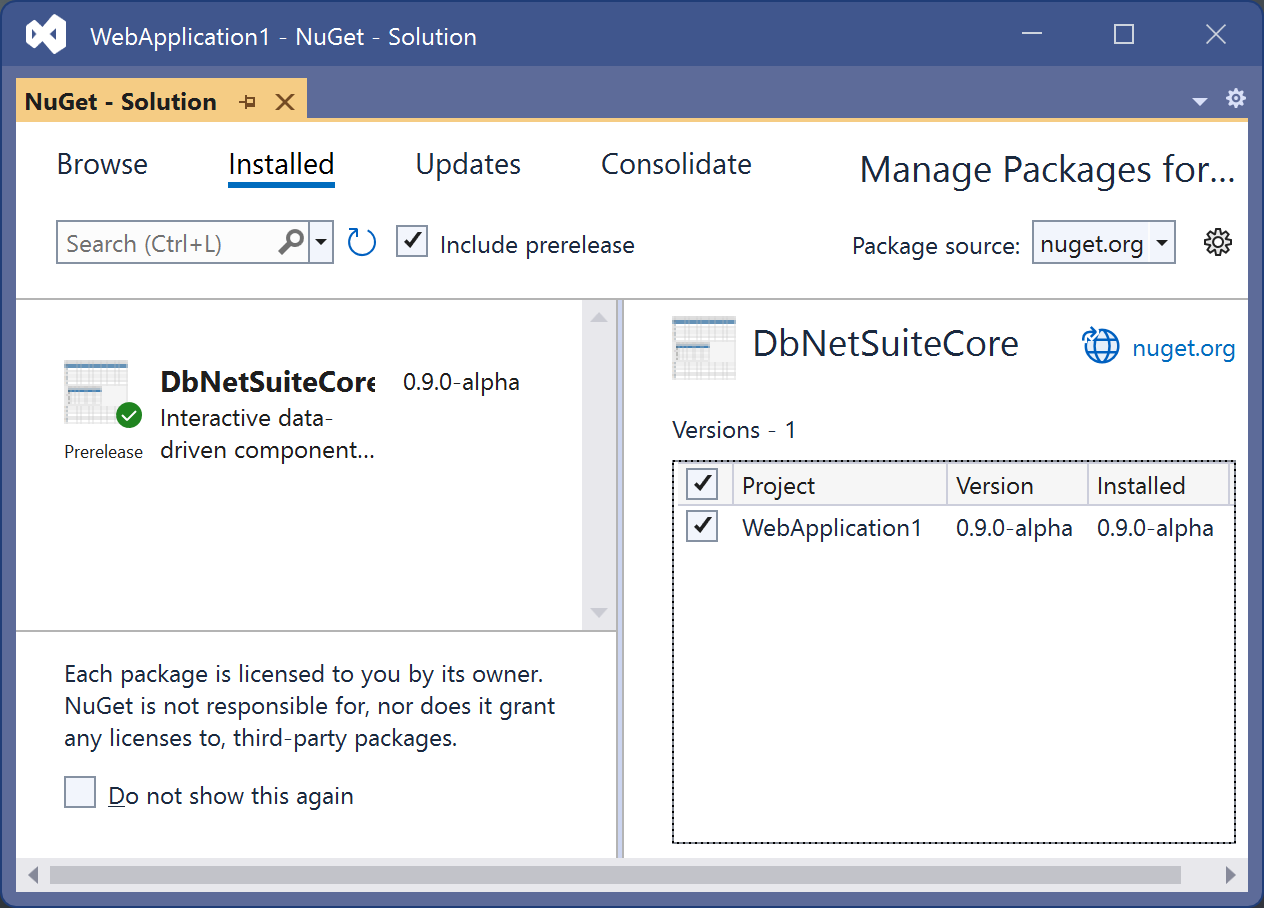 WebApplication1 - NuGet - Solution
NuGet - Solution
Browse Installed Updates Consolidate Manage Packages for...
Search (Ctrl+L) Include prerelease Package source: nuget.org
DbNetSuiteCore 0.9.0-alpha
Interactive data-
Prerelease driven component...
DbNetSuiteCore nuget.org
Versions - 1
Project Version Installed
WebApplication1 0.9.0-alpha 0.9.0-alpha
Each package is licensed to you by its owner.
NuGet is not responsible for, nor does it grant
any licenses to, third-party packages.
Do not show this again